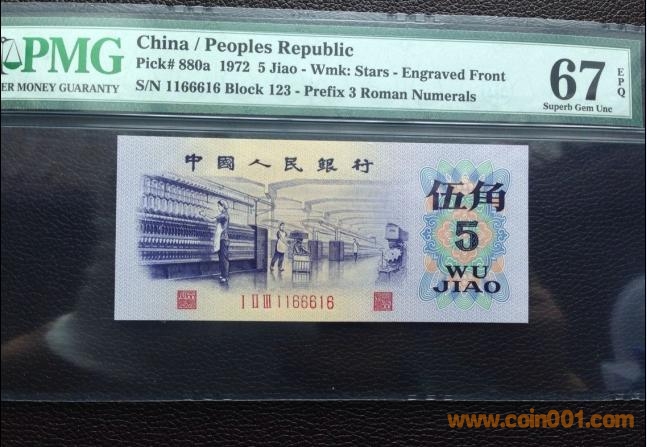 PMG
ER MONEY GUARANTY
China / Peoples Republic
Pick# 880a 1972 5 Jiao - Wmk: Stars - Engraved Front
S/N 1166616 Block 123 - Prefix 3 Roman Numerals
67 EPQ
Superb Gem Unc
中國人民銀行
伍角
5
WU
JIAO
I II III 1166616
www.coin001.com